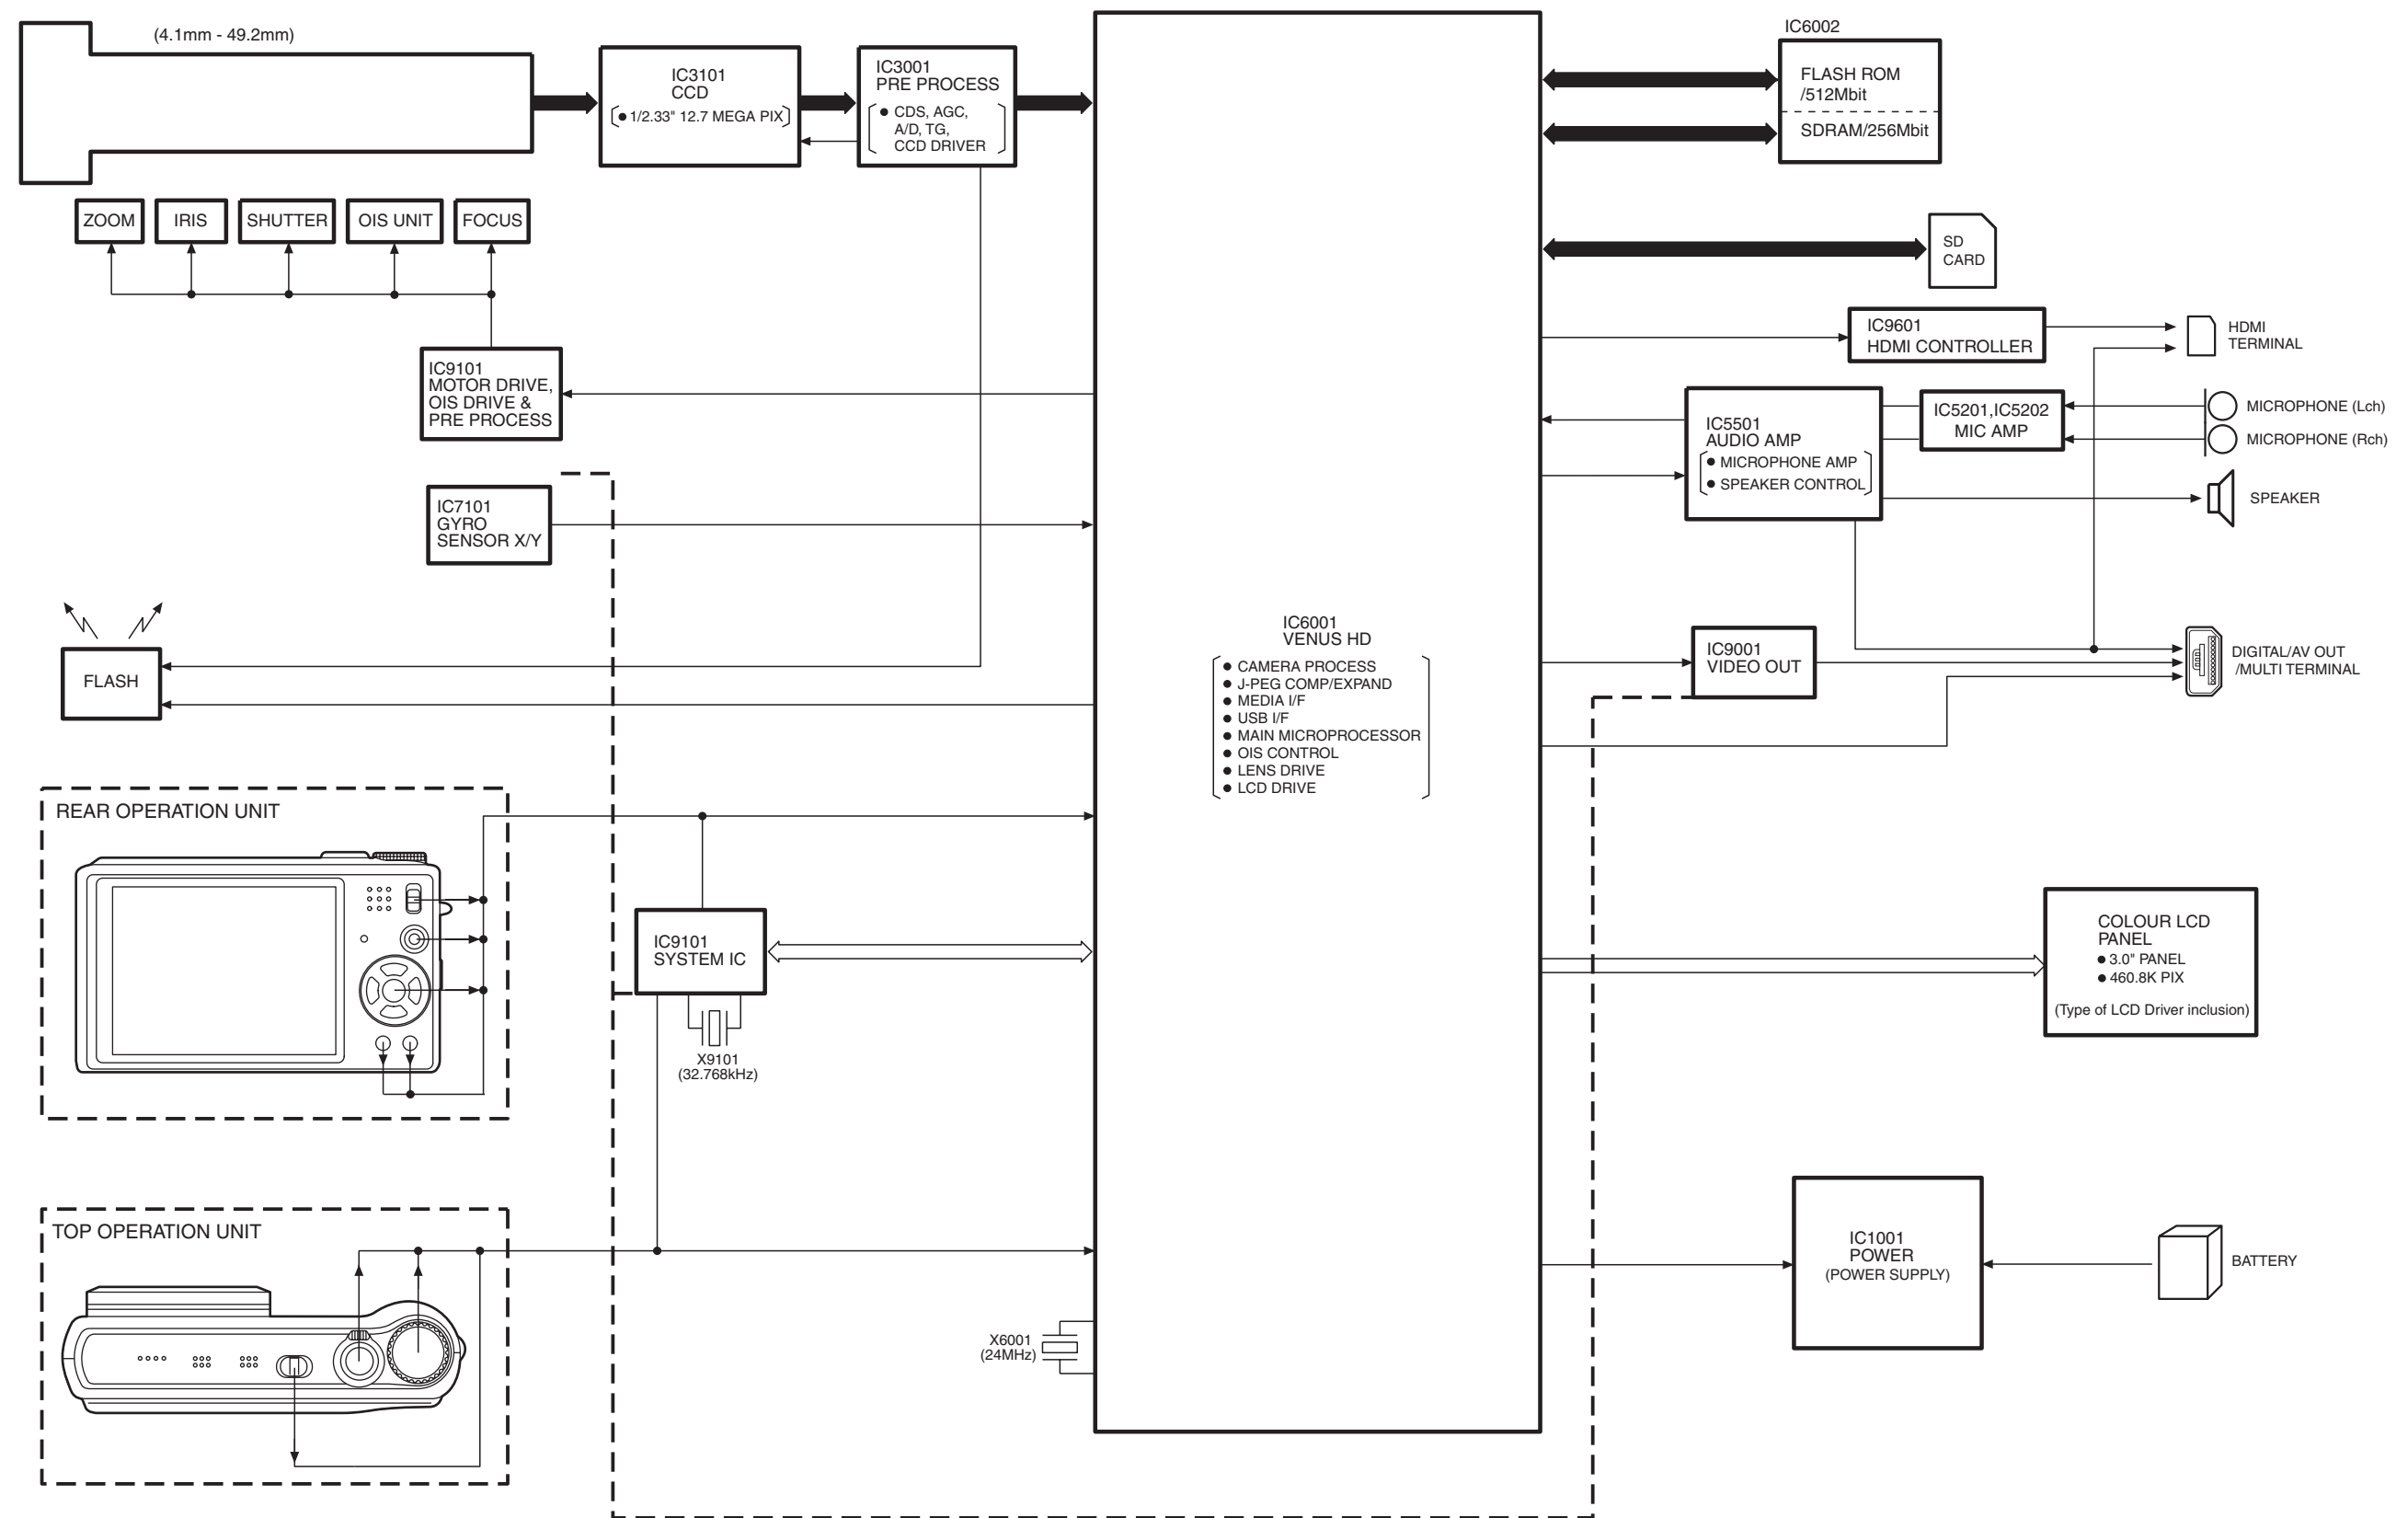 (4.1mm - 49.2mm)
IC3101
CCD
● 1/2.33" 12.7 MEGA PIX
IC3001
PRE PROCESS
● CDS, AGC,
A/D, TG,
CCD DRIVER
IC6002
FLASH ROM
/512Mbit
SDRAM/256Mbit
ZOOM
IRIS
SHUTTER
OIS UNIT
FOCUS
SD
CARD
IC9601
HDMI CONTROLLER
HDMI
TERMINAL
IC9101
MOTOR DRIVE,
OIS DRIVE &
PRE PROCESS
IC5501
AUDIO AMP
● MICROPHONE AMP
● SPEAKER CONTROL
IC5201,IC5202
MIC AMP
MICROPHONE (Lch)
MICROPHONE (Rch)
SPEAKER
IC7101
GYRO
SENSOR X/Y
FLASH
IC6001
VENUS HD
● CAMERA PROCESS
● J-PEG COMP/EXPAND
● MEDIA I/F
● USB I/F
● MAIN MICROPROCESSOR
● OIS CONTROL
● LENS DRIVE
● LCD DRIVE
IC9001
VIDEO OUT
DIGITAL/AV OUT
/MULTI TERMINAL
REAR OPERATION UNIT
IC9101
SYSTEM IC
X9101
(32.768kHz)
COLOUR LCD
PANEL
● 3.0" PANEL
● 460.8K PIX
(Type of LCD Driver inclusion)
TOP OPERATION UNIT
X6001
(24MHz)
IC1001
POWER
(POWER SUPPLY)
BATTERY